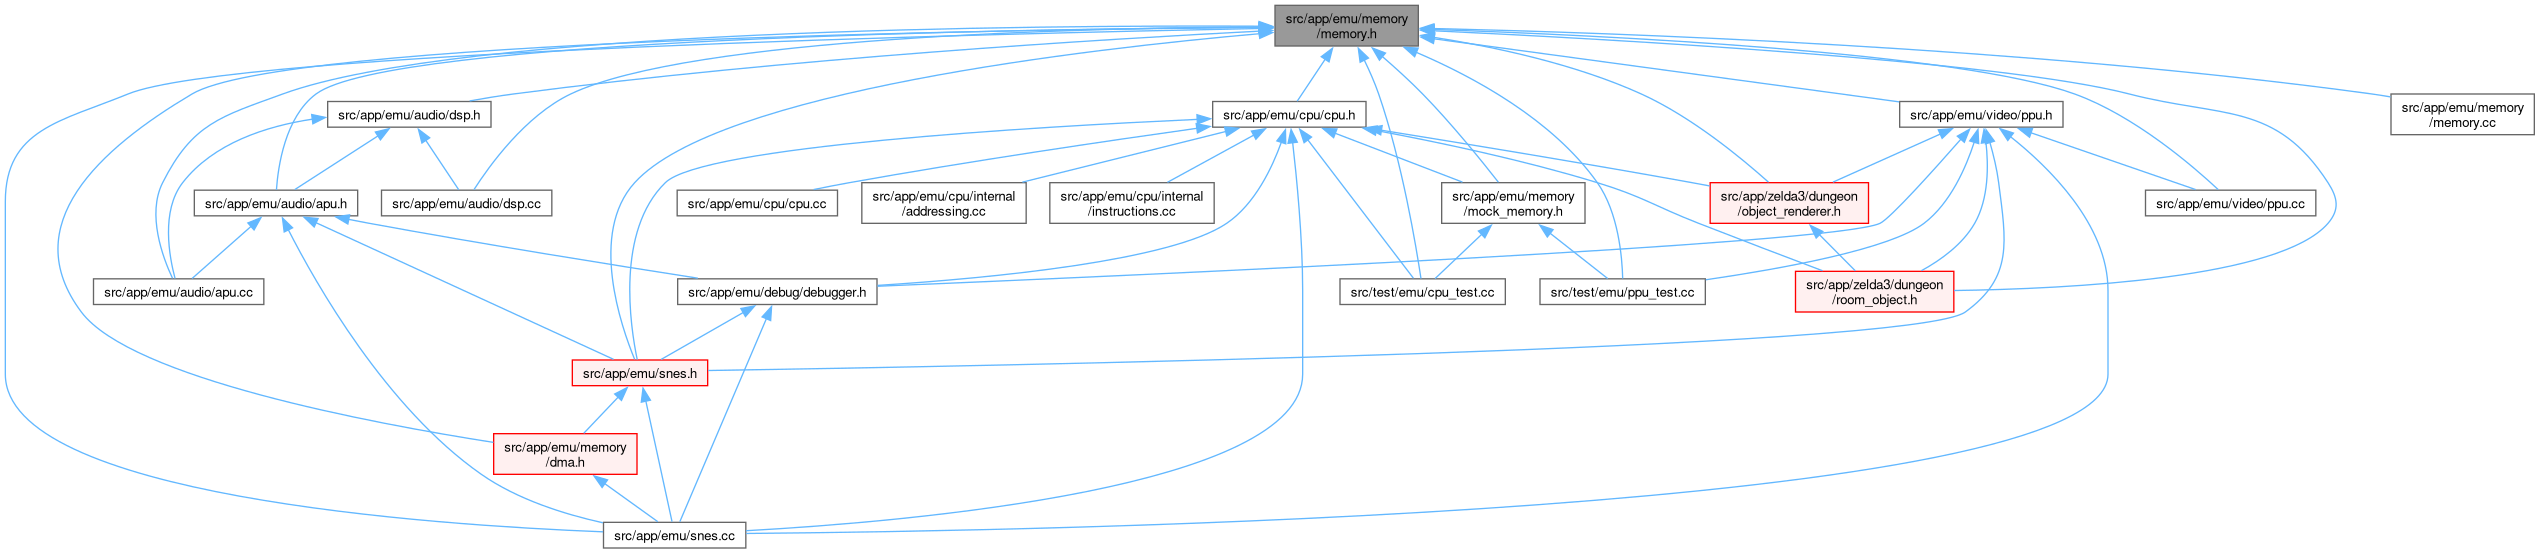 src/app/emu/memory
/memory.h
src/app/emu/audio/dsp.h
src/app/emu/cpu/cpu.h
src/app/emu/video/ppu.h
src/app/emu/memory
/memory.cc
src/app/emu/audio/apu.h
src/app/emu/audio/dsp.cc
src/app/emu/cpu/cpu.cc
src/app/emu/cpu/internal
/addressing.cc
src/app/emu/cpu/internal
/instructions.cc
src/app/emu/memory
/mock_memory.h
src/app/zelda3/dungeon
/object_renderer.h
src/app/emu/video/ppu.cc
src/app/emu/audio/apu.cc
src/app/emu/debug/debugger.h
src/test/emu/cpu_test.cc
src/test/emu/ppu_test.cc
src/app/zelda3/dungeon
/room_object.h
src/app/emu/snes.h
src/app/emu/memory
/dma.h
src/app/emu/snes.cc